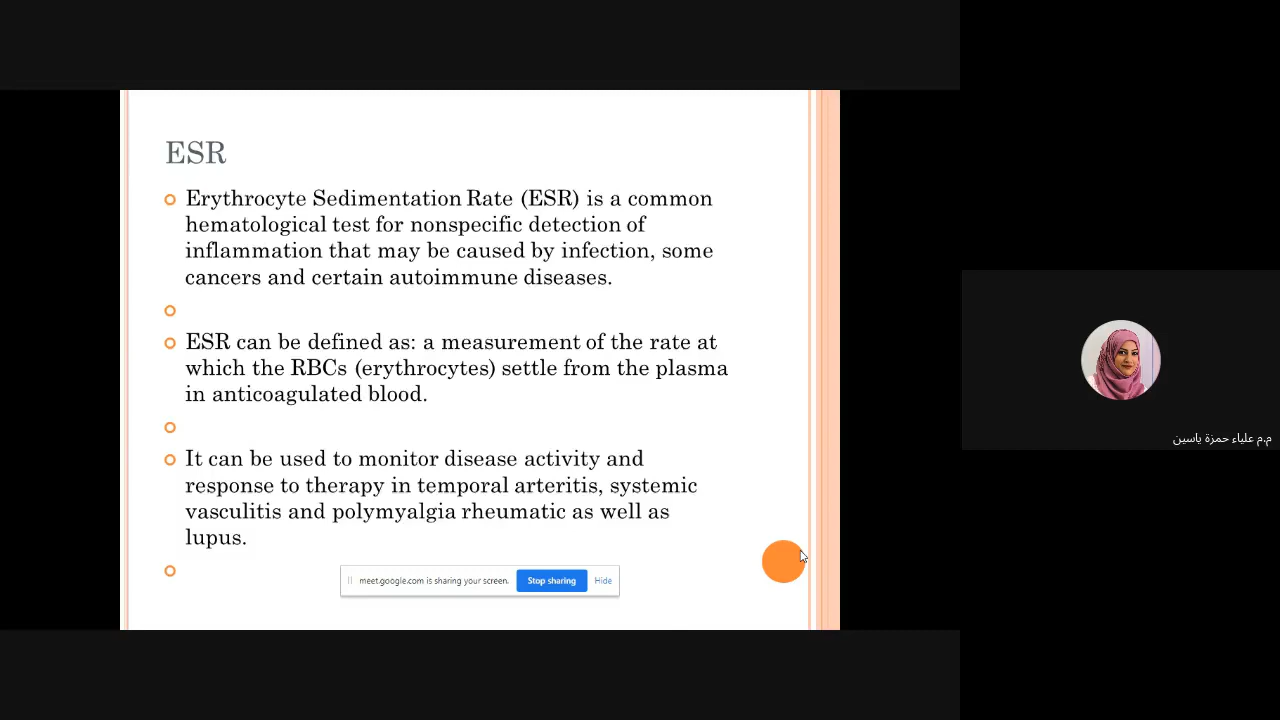 ESR
Erythrocyte Sedimentation Rate (ESR) is a common
hematological test for nonspecific detection of
inflammation that may be caused by infection, some
cancers and certain autoimmune diseases.
ESR can be defined as: a measurement of the rate at
which the RBCs (erythrocytes) settle from the plasma
in anticoagulated blood.
It can be used to monitor disease activity and
response to therapy in temporal arteritis, systemic
vasculitis and polymyalgia rheumatic as well as
lupus.
meet.google.com is sharing your screen.
Stop sharing
Hide
م.م علياء حمزة ياسين